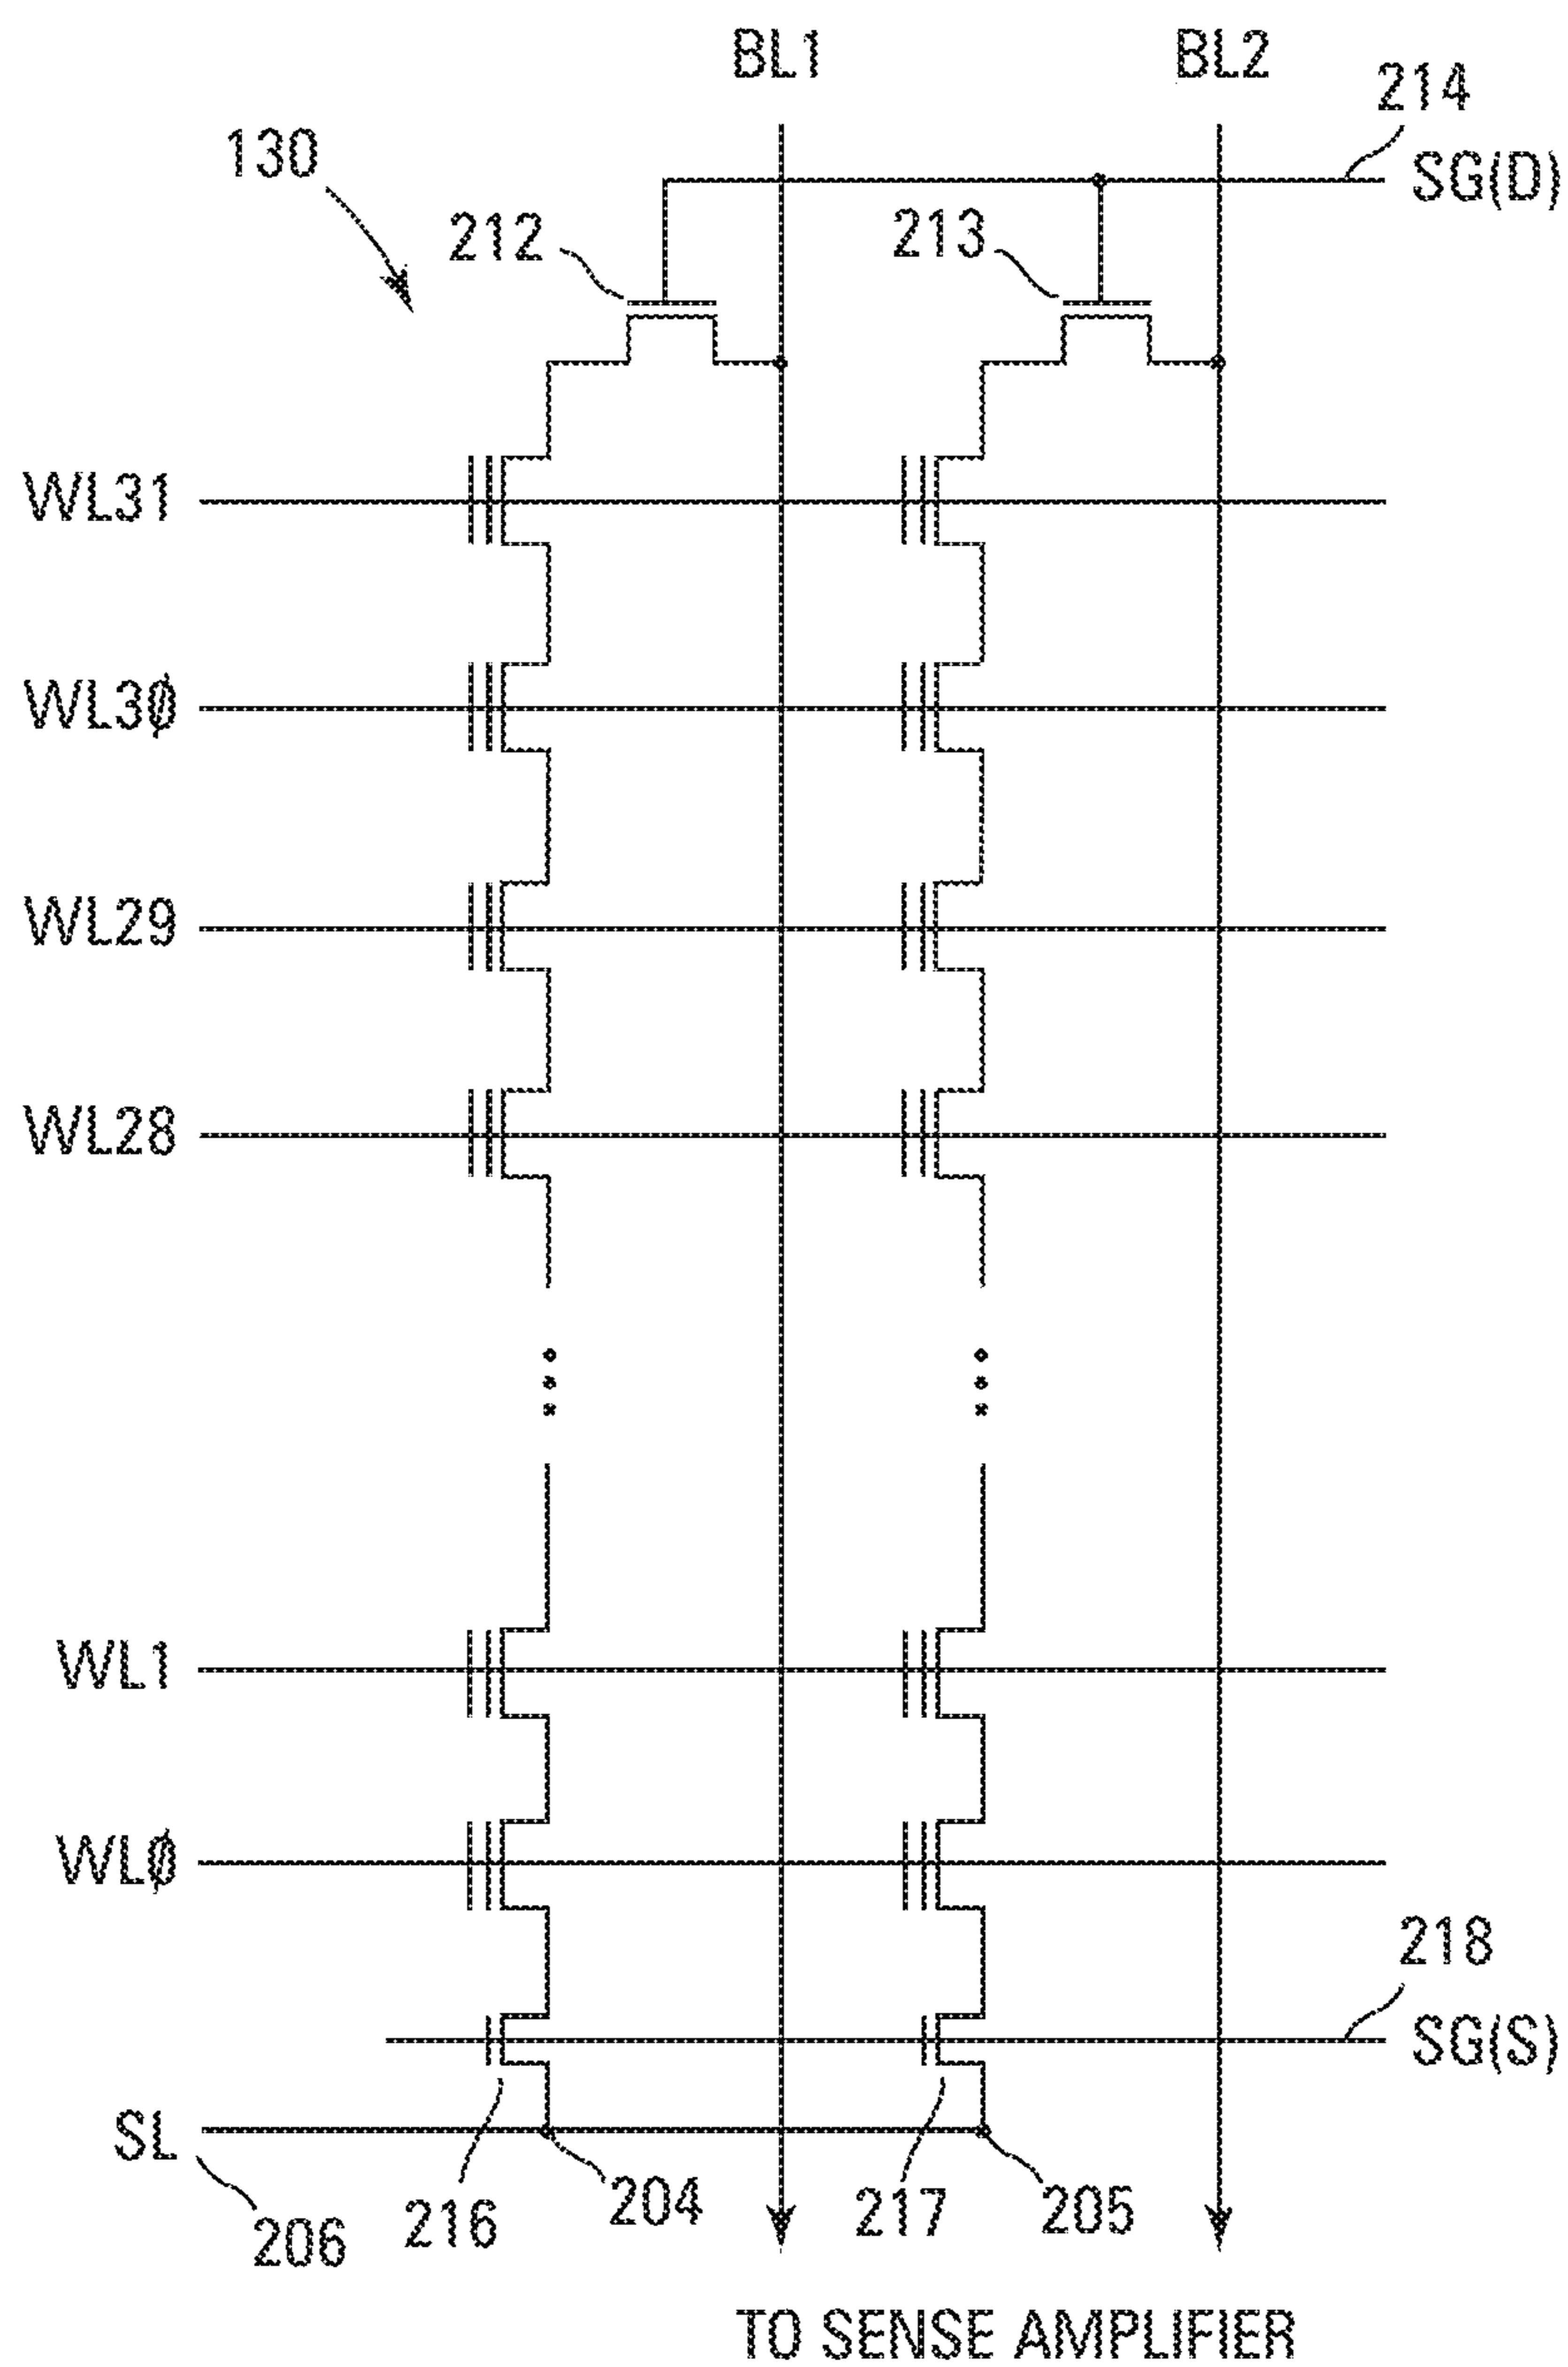 BL1
BL2
214
SG(D)
130
212
213
WL31
WL3Ø
WL29
WL28
WL1
WLØ
218
SG(S)
SL
204
205
216
217
206
TO SENSE AMPLIFIER